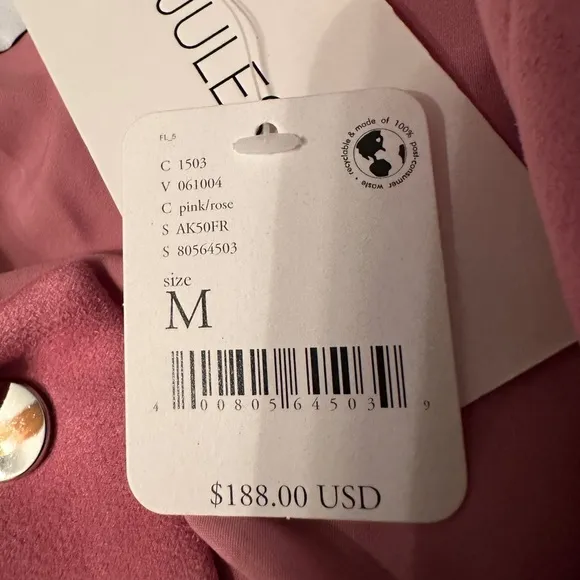 OULES
FL_5
recyclable & made of 100% post-consumer waste •
C 1503
V 061004
C pink/rose
S AK50FR
S 80564503
size
M
4 00805 64503 9
$188.00 USD